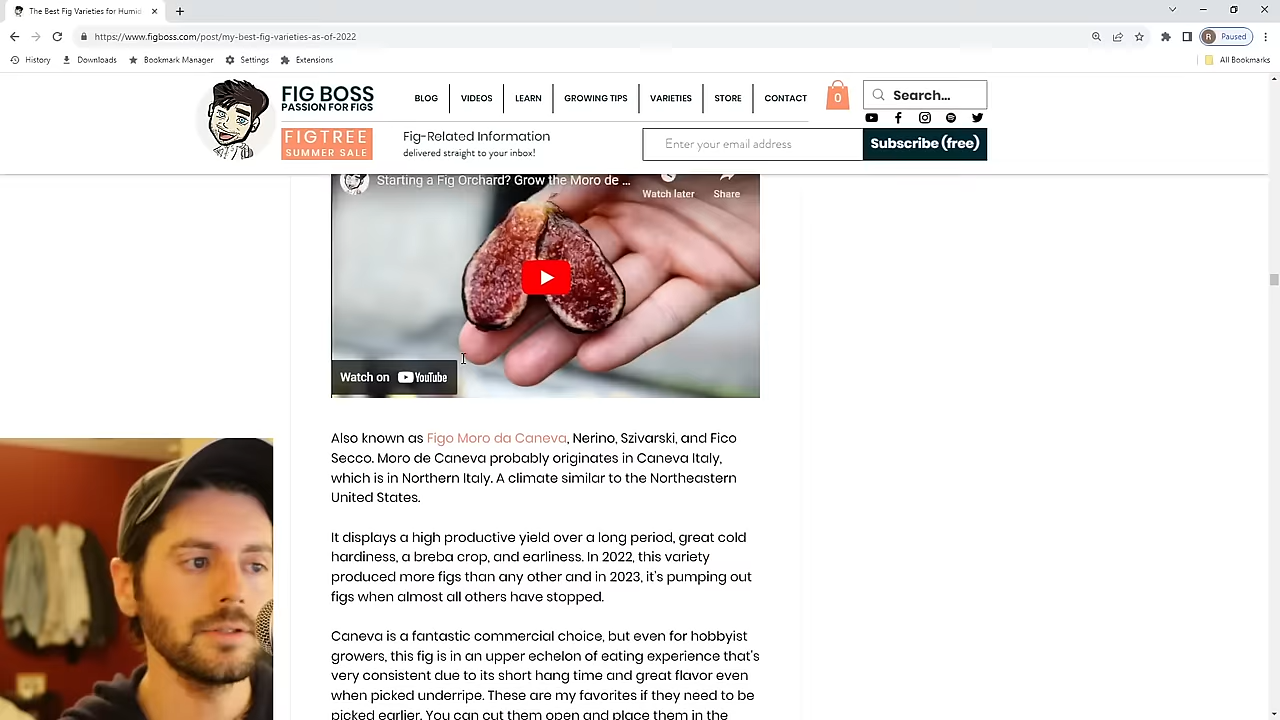 The Best Fig Varieties for Humid
https://www.figboss.com/post/my-best-fig-varieties-as-of-2022
R Paused
History Downloads Bookmark Manager Settings Extensions All Bookmarks
FIG BOSS
PASSION FOR FIGS
BLOG VIDEOS LEARN GROWING TIPS VARIETIES STORE CONTACT 0 Search...
FIGTREE
SUMMER SALE
Fig-Related Information
delivered straight to your inbox!
Enter your email address Subscribe (free)
Starting a Fig Orchard? Grow the Moro de ...
Watch later Share
Watch on YouTube
Also known as Figo Moro da Caneva, Nerino, Szivarski, and Fico
Secco. Moro de Caneva probably originates in Caneva Italy,
which is in Northern Italy. A climate similar to the Northeastern
United States.
It displays a high productive yield over a long period, great cold
hardiness, a breba crop, and earliness. In 2022, this variety
produced more figs than any other and in 2023, it's pumping out
figs when almost all others have stopped.
Caneva is a fantastic commercial choice, but even for hobbyist
growers, this fig is in an upper echelon of eating experience that's
very consistent due to its short hang time and great flavor even
when picked underripe. These are my favorites if they need to be
picked earlier. You can cut them open and place them in the